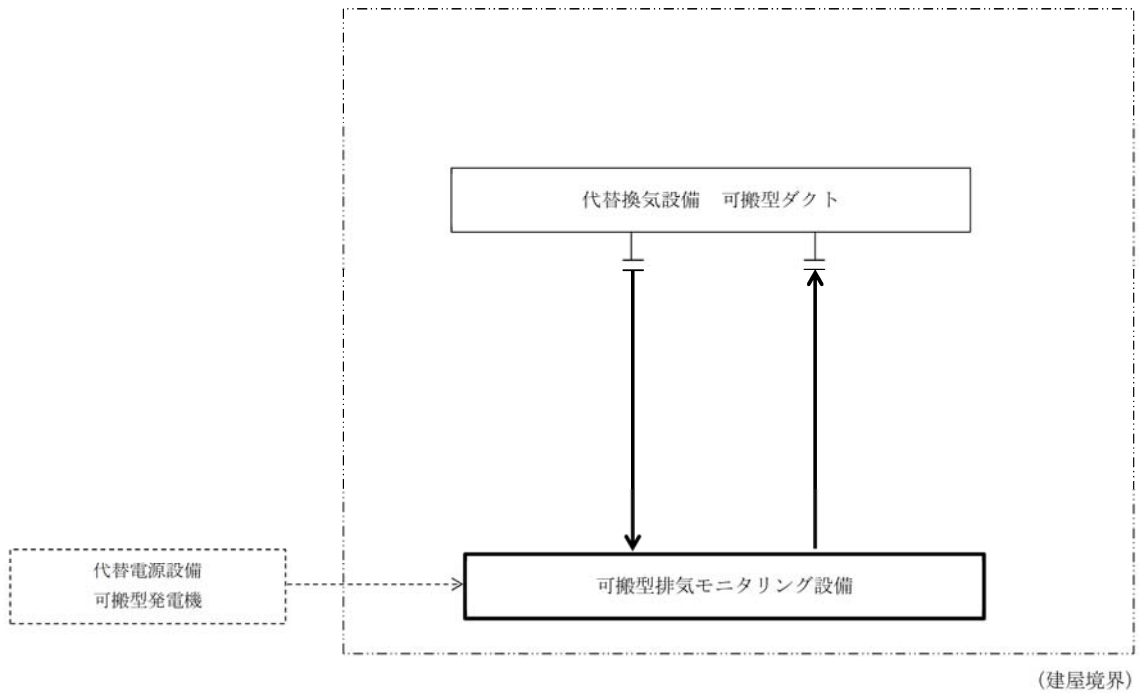 代替換気設備　可搬型ダクト
代替電源設備
可搬型発電機
可搬型排気モニタリング設備
(建屋境界)